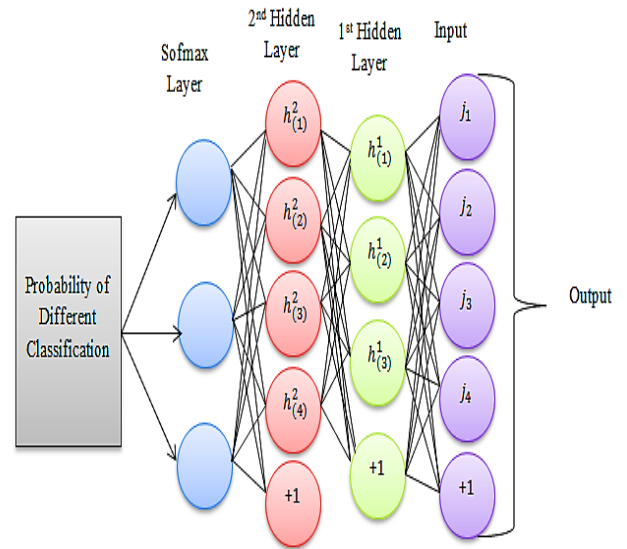 Sofmax
Layer
2nd Hidden
Layer
1st Hidden
Layer
Input
Probability of
Different
Classification
h²₍₁₎
h²₍₂₎
h²₍₃₎
h²₍₄₎
+1
h¹₍₁₎
h¹₍₂₎
h¹₍₃₎
+1
j₁
j₂
j₃
j₄
+1
Output